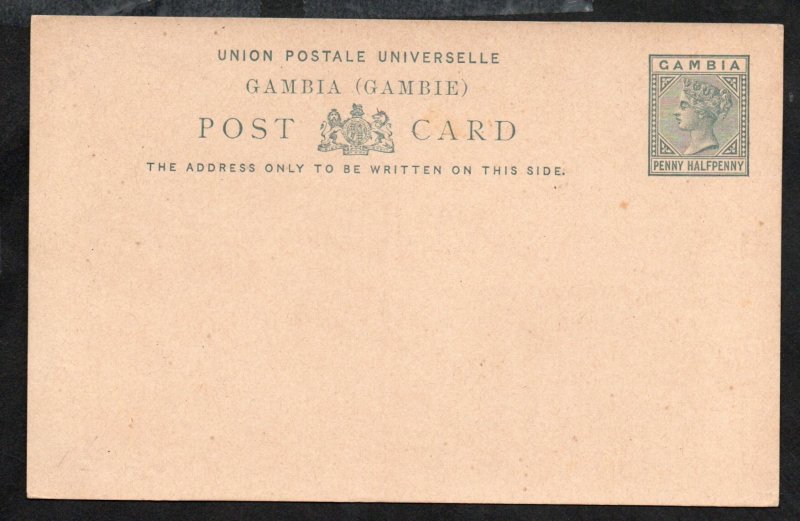 UNION POSTALE UNIVERSELLE
GAMBIA (GAMBIE)
POST CARD
THE ADDRESS ONLY TO BE WRITTEN ON THIS SIDE.
GAMBIA
PENNY HALFPENNY